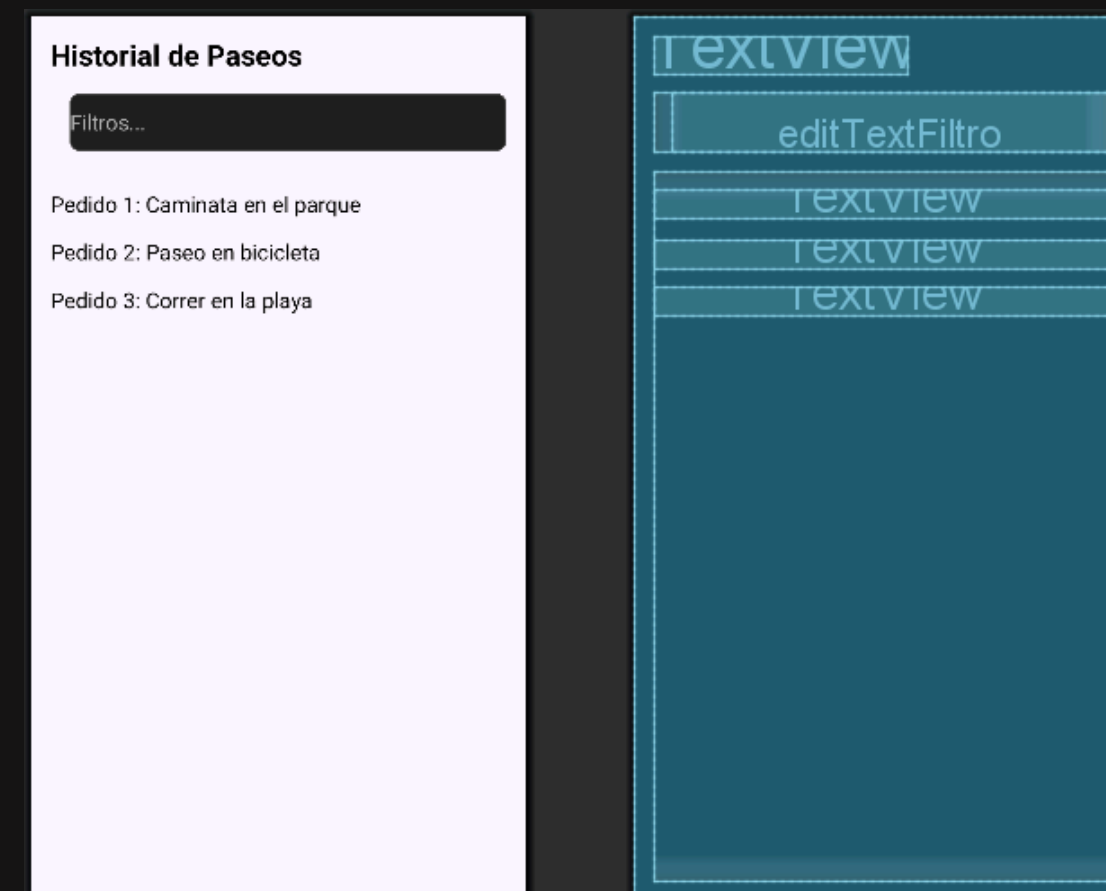 Historial de Paseos
Filtros...
Pedido 1: Caminata en el parque
Pedido 2: Paseo en bicicleta
Pedido 3: Correr en la playa
TextView
editTextFiltro
TextView
TextView
TextView